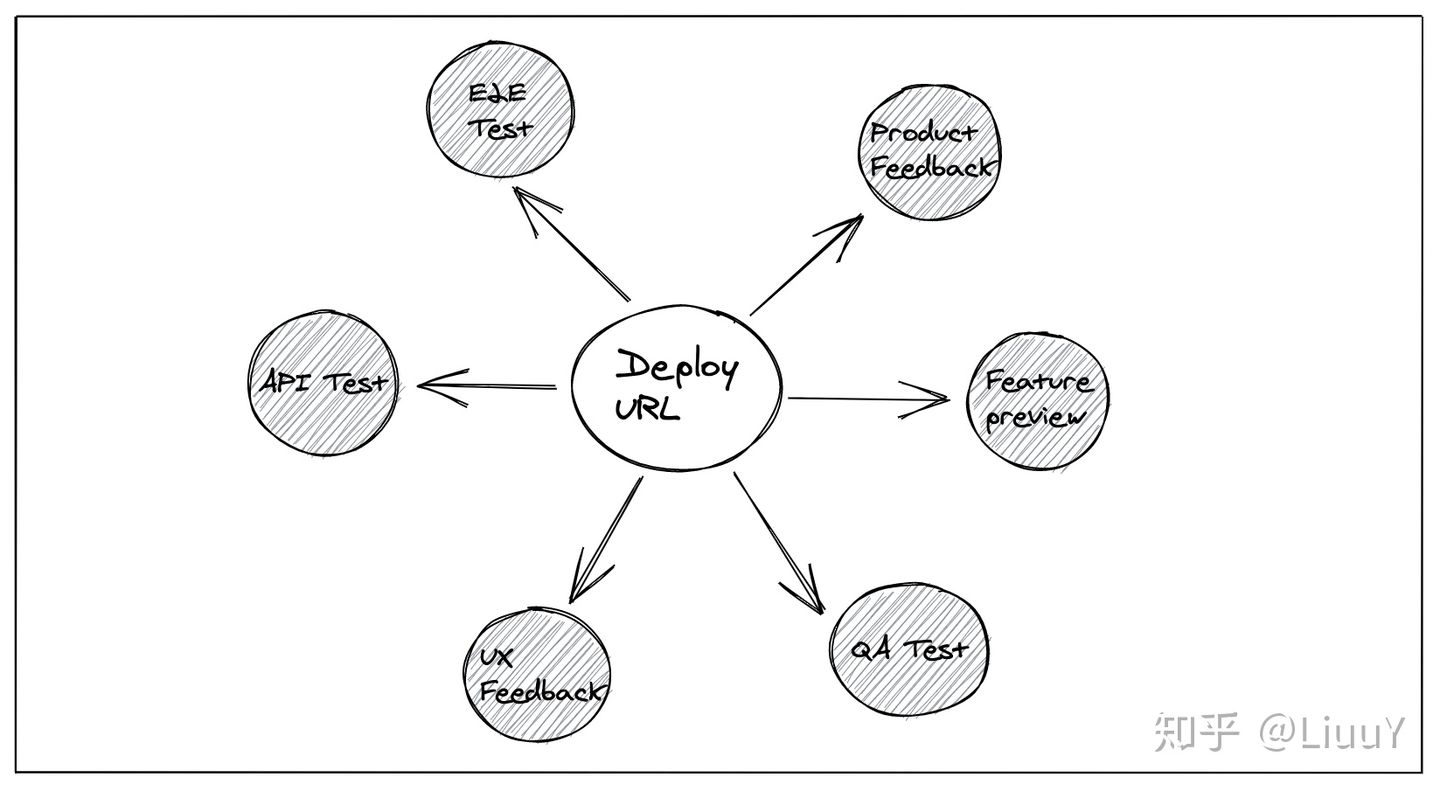 E2E
Test
Product
Feedback
API Test
Deploy
URL
Feature
preview
UX
Feedback
QA Test
知乎 @LiuuY